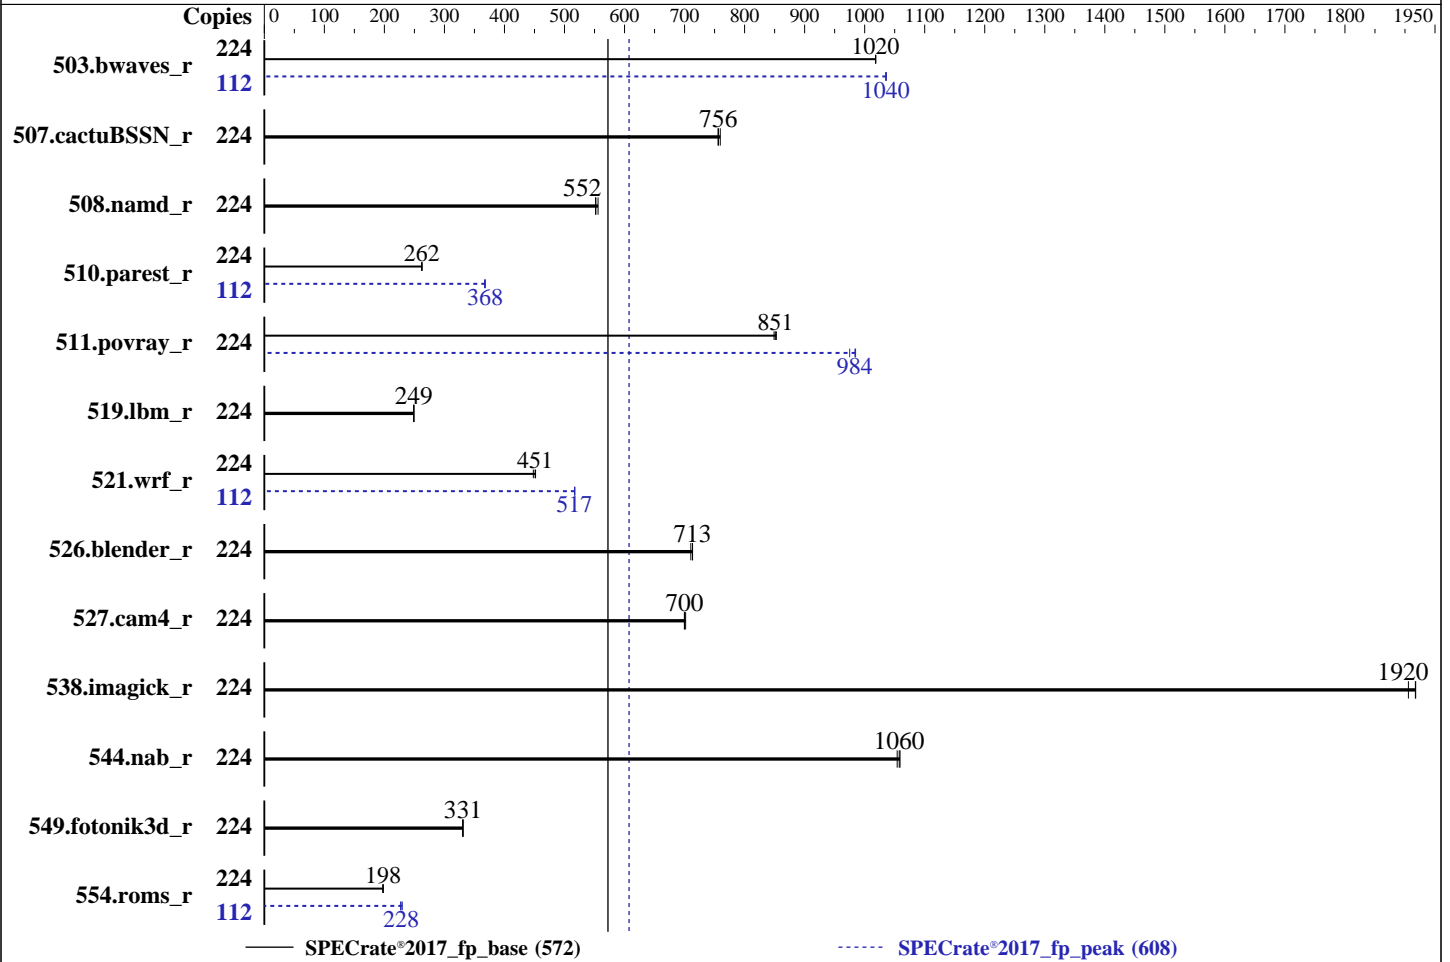 Copies 0 100 200 300 400 500 600 700 800 900 1000 1100 1200 1300 1400 1500 1600 1700 1800 1950
503.bwaves_r 224 1020
112 1040
507.cactuBSSN_r 224 756
508.namd_r 224 552
510.parest_r 224 262
112 368
511.povray_r 224 851
984
519.lbm_r 224 249
521.wrf_r 224 451
112 517
526.blender_r 224 713
527.cam4_r 224 700
538.imagick_r 224 1920
544.nab_r 224 1060
549.fotonik3d_r 224 331
554.roms_r 224 198
112 228
SPECrate®2017_fp_base (572) SPECrate®2017_fp_peak (608)